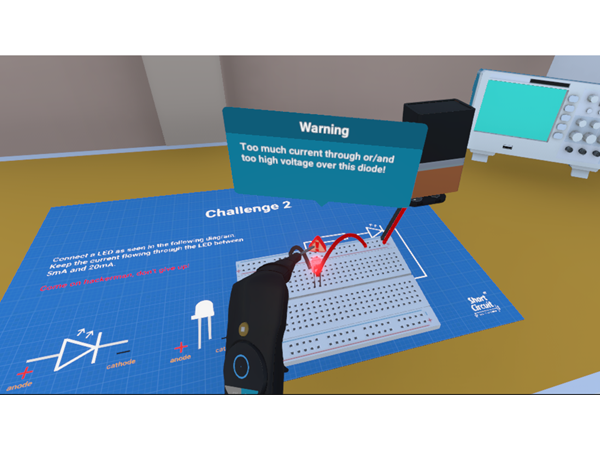 Warning
Too much current through or/and
too high voltage over this diode!
Challenge 2
Connect a LED as seen in the following diagram.
Keep the current flowing through the LED between
5mA and 20mA.
anode
cathode
anode
Short
Circuit